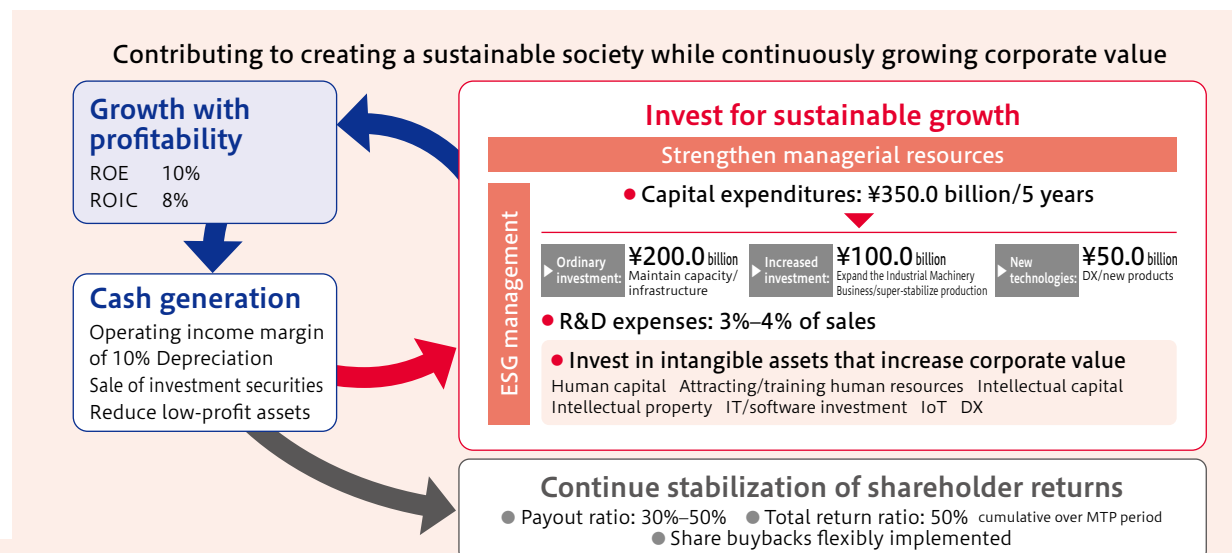 Contributing to creating a sustainable society while continuously growing corporate value
Growth with
profitability
ROE 10%
ROIC 8%
Cash generation
Operating income margin
of 10% Depreciation
Sale of investment securities
Reduce low-profit assets
Invest for sustainable growth
Strengthen managerial resources
ESG management
● Capital expenditures: ¥350.0 billion/5 years
Ordinary
investment:
¥200.0 billion
Maintain capacity/
infrastructure
Increased
investment:
¥100.0 billion
Expand the Industrial Machinery
Business/super-stabilize production
New
technologies:
¥50.0 billion
DX/new products
● R&D expenses: 3%–4% of sales
● Invest in intangible assets that increase corporate value
Human capital Attracting/training human resources Intellectual capital
Intellectual property IT/software investment IoT DX
Continue stabilization of shareholder returns
● Payout ratio: 30%–50% ● Total return ratio: 50% cumulative over MTP period
● Share buybacks flexibly implemented